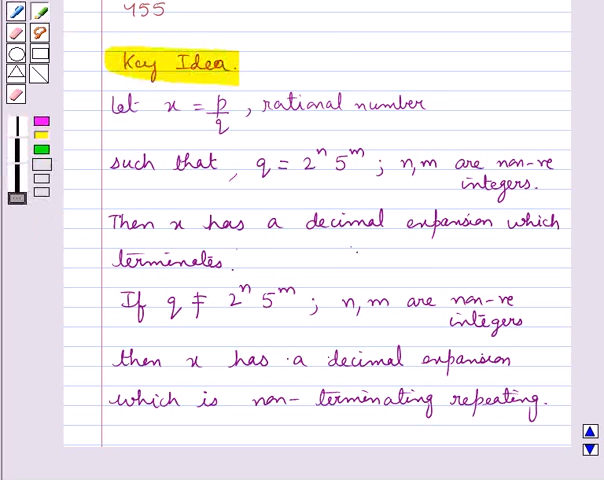 455
Key Idea.
Let x = p/q, rational number
such that, q = 2^n 5^m ; n, m are non-ve
integers.
Then x has a decimal expansion which
terminates.
If q ≠ 2^n 5^m ; n, m are non-ve
integers
then x has a decimal expansion
which is non-terminating repeating.